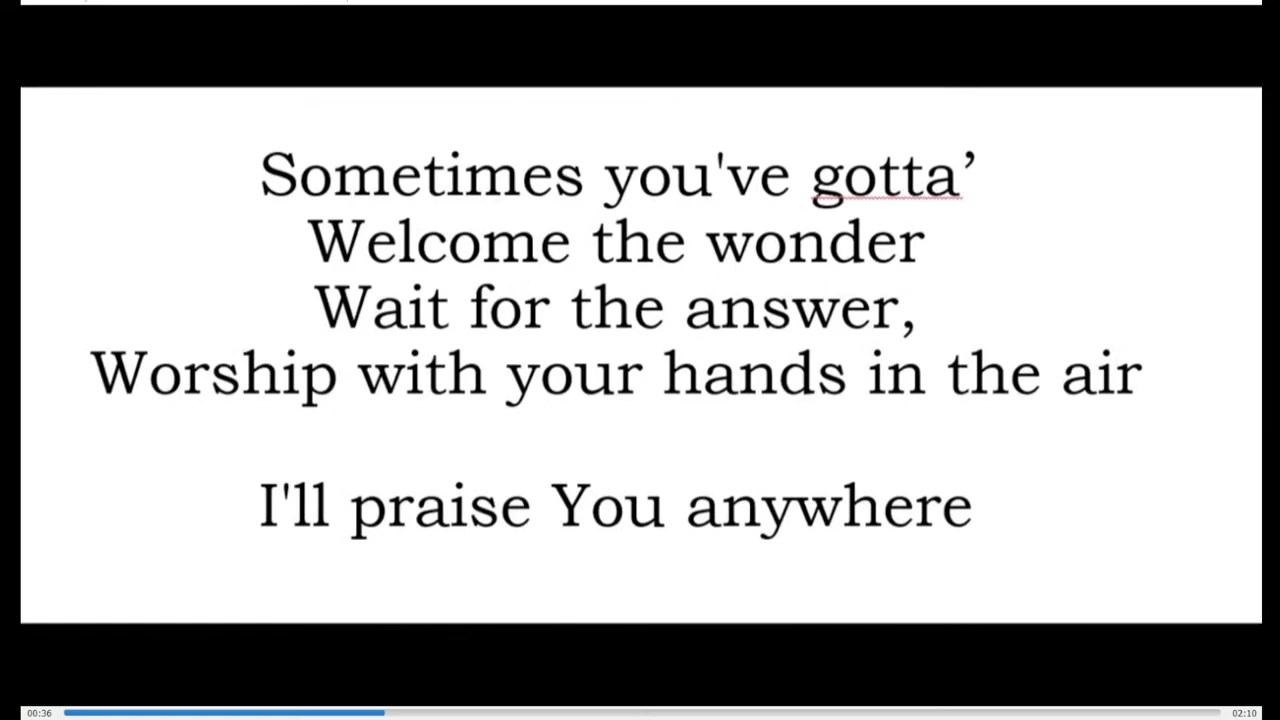 Sometimes you've gotta’
Welcome the wonder
Wait for the answer,
Worship with your hands in the air
I'll praise You anywhere
00:36
02:10